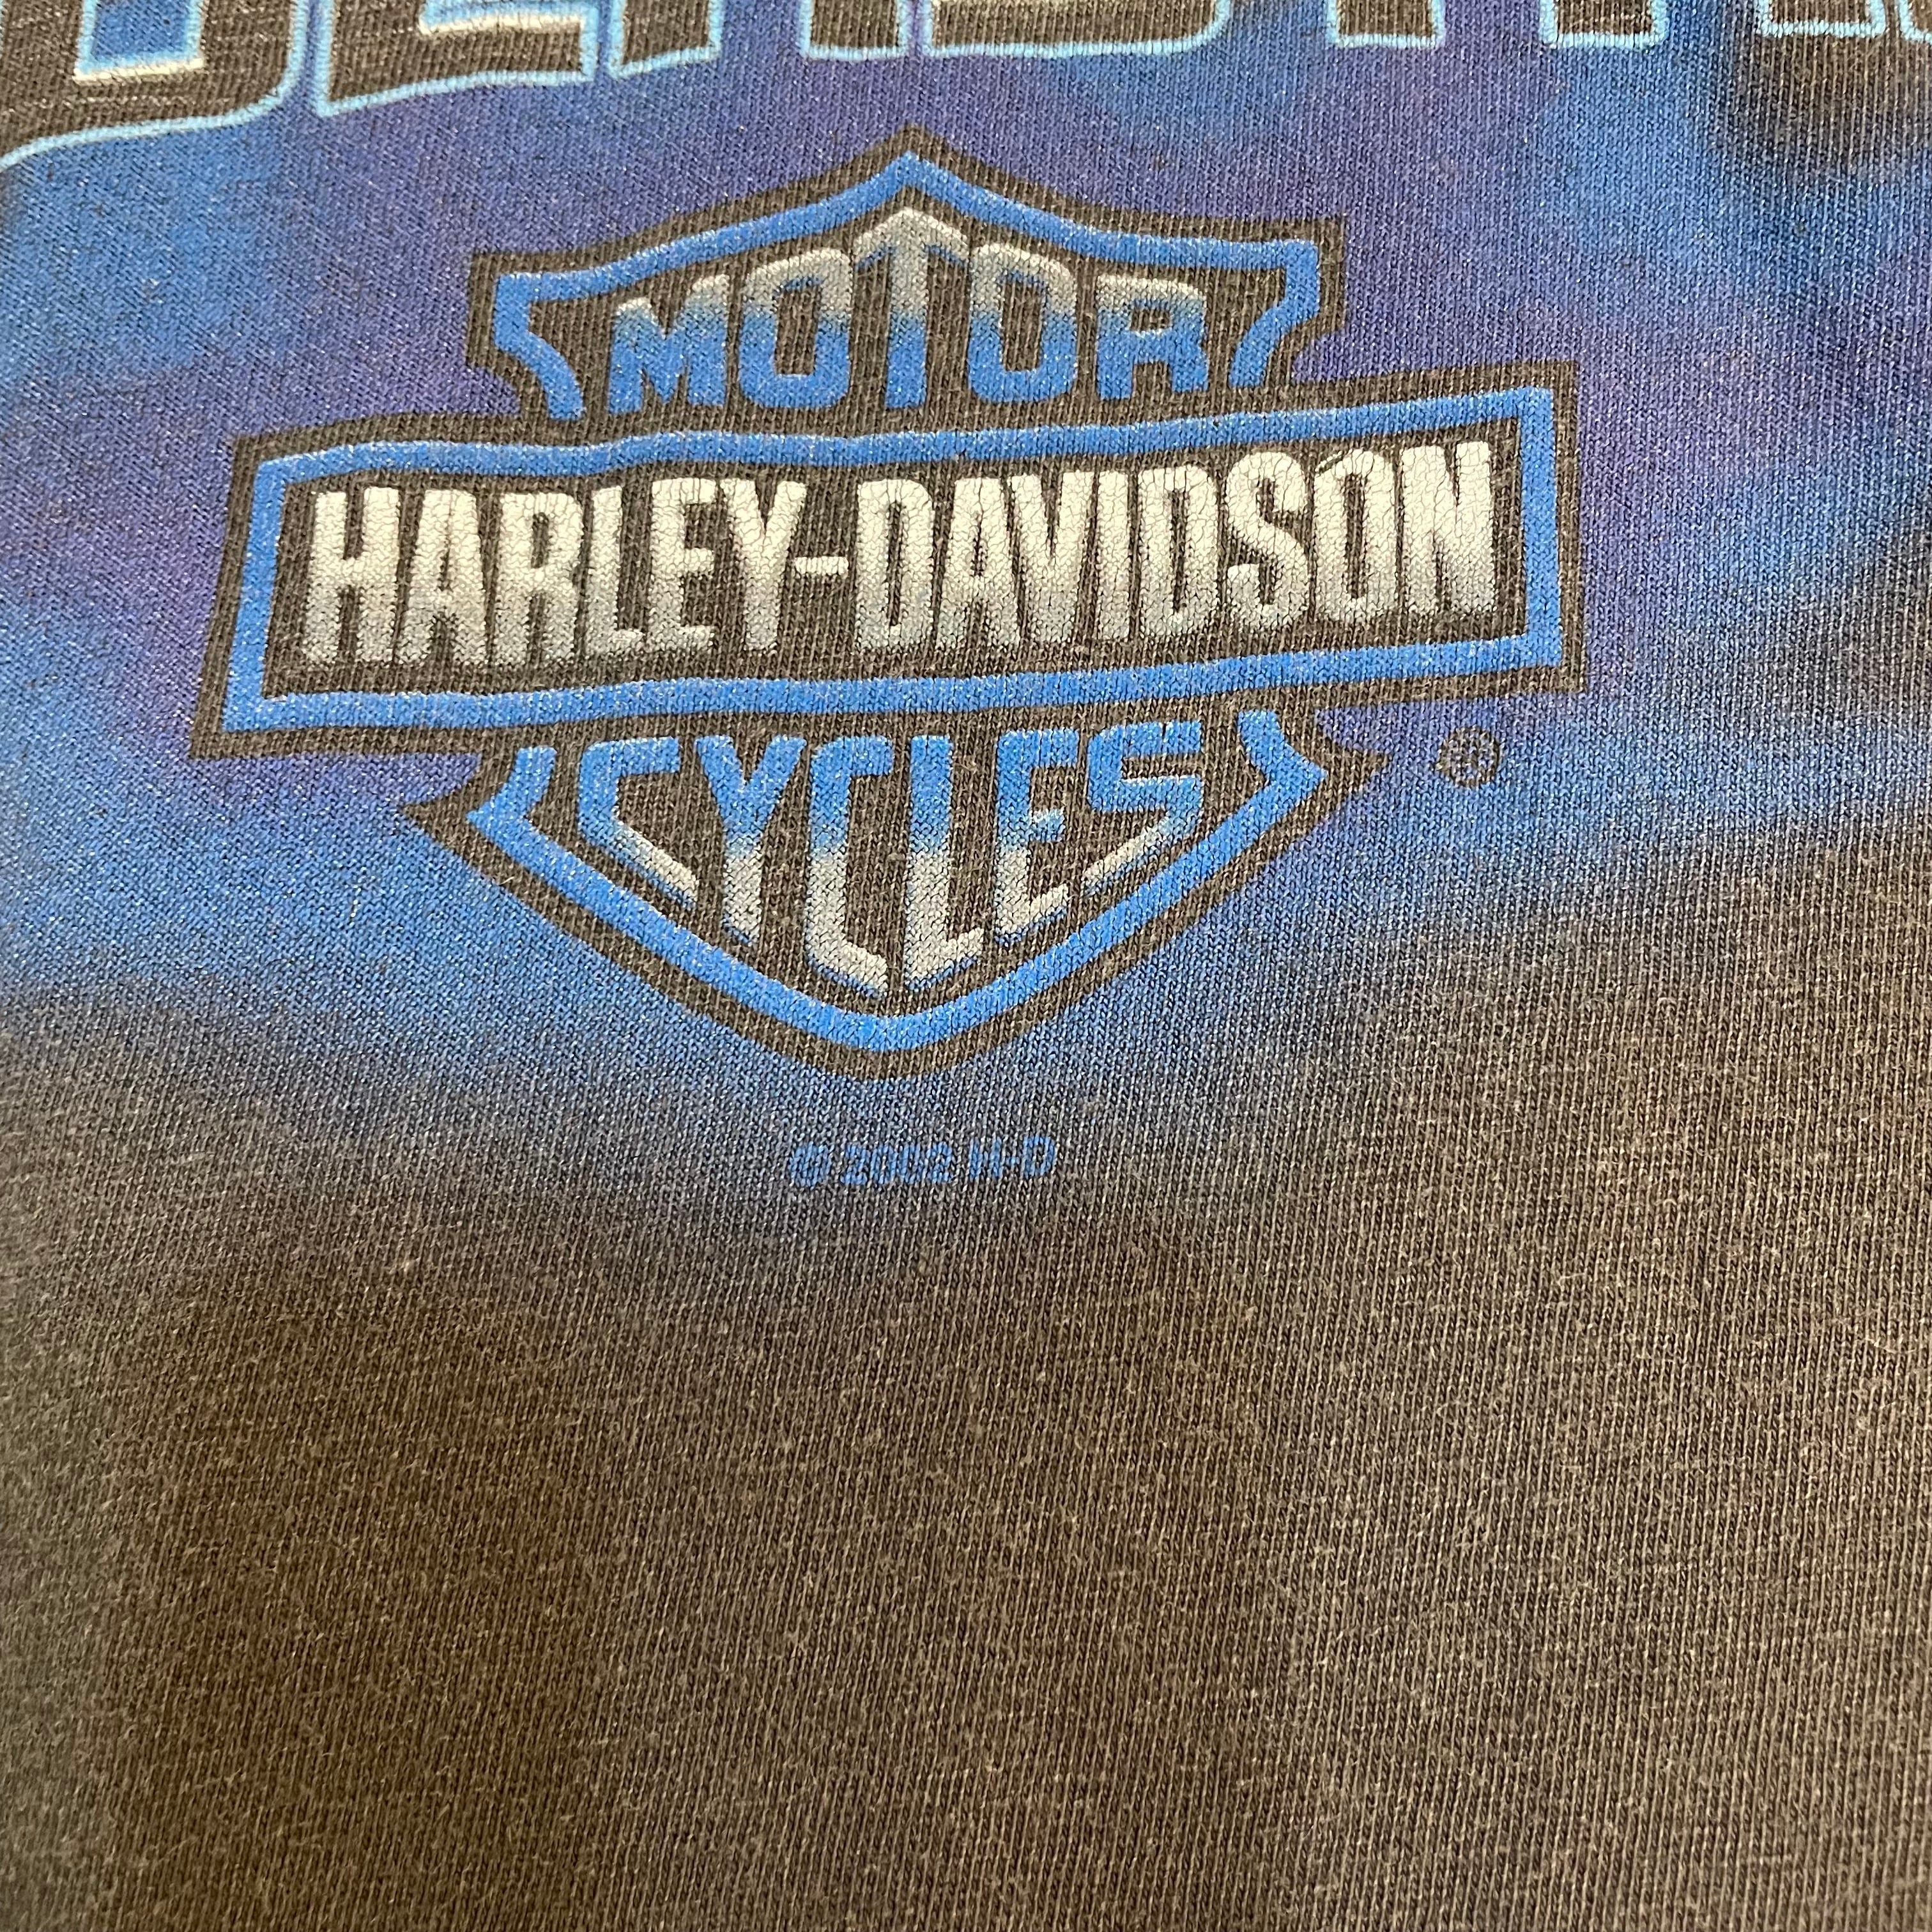 MOTOR
HARLEY-DAVIDSON
CYCLES
®
© 2002 H-D